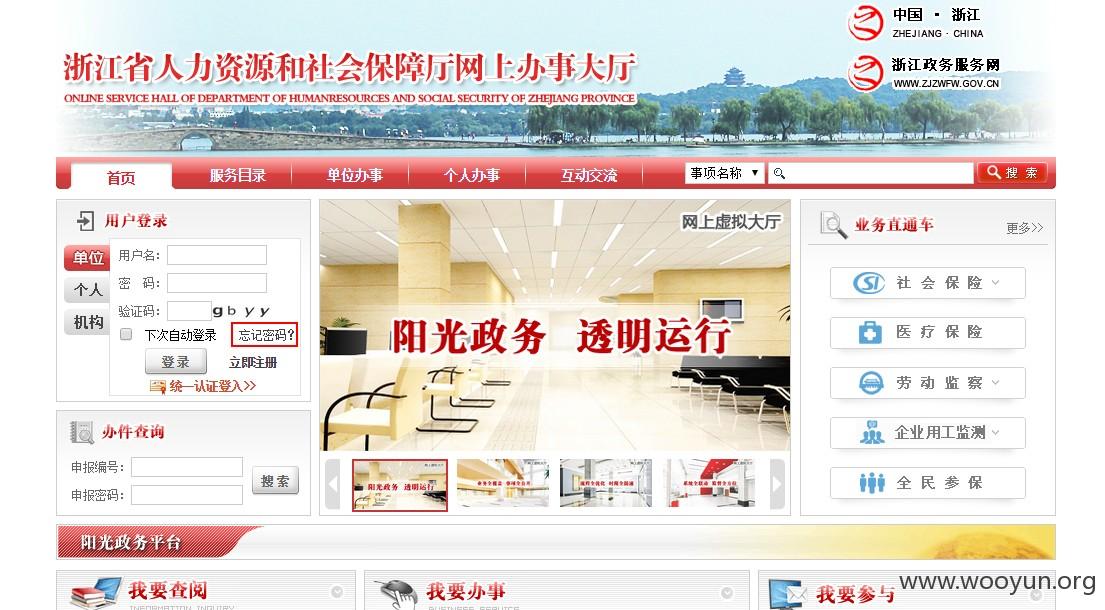 中国 · 浙江
ZHEJIANG · CHINA
浙江政务服务网
WWW.ZJZWFW.GOV.CN
浙江省人力资源和社会保障厅网上办事大厅
ONLINE SERVICE HALL OF DEPARTMENT OF HUMANRESOURCES AND SOCIAL SECURITY OF ZHEJIANG PROVINCE
首页 服务目录 单位办事 个人办事 互动交流 事项名称 搜 索
用户登录
单位
个人
机构
用户名：
密 码：
验证码： g b y y
下次自动登录 忘记密码?
登 录 立即注册
统一认证登入>>
办件查询
申报编号：
申报密码：
搜 索
网上虚拟大厅
阳光政务 透明运行
阳光政务 透明运行
业务直通车 更多>>
社 会 保 险
医 疗 保 险
劳 动 监 察
企业用工监测
全 民 参 保
阳光政务平台
我要查阅
INFORMATION INQUIRY
我要办事
BUSINESS SERVICE
我要参与
www.wooyun.org